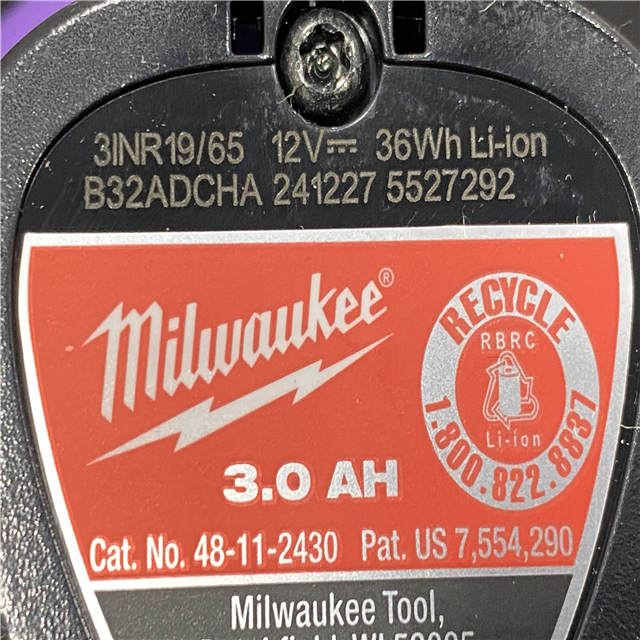 3INR19/65 12V⎓ 36Wh Li-ion
B32ADCHA 241227 5527292
Milwaukee®
RECYCLE
RBRC
Li-ion
1.800.822.8837
3.0 AH
Cat. No. 48-11-2430 Pat. US 7,554,290
Milwaukee Tool,